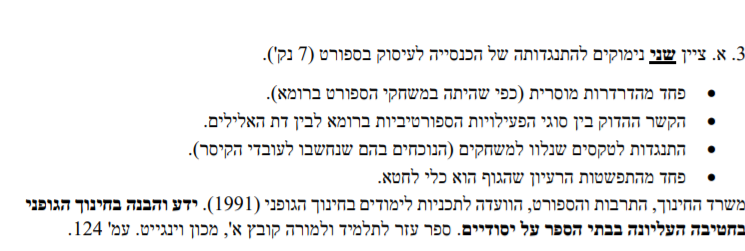 3. א. ציין שני נימוקים להתנגדותה של הכנסייה לעיסוק בספורט (7 נק').
• פחד מהדרדרות מוסרית (כפי שהיתה במשחקי הספורט ברומא).
• הקשר ההדוק בין סוגי הפעילויות הספורטיביות ברומא לבין דת האלילים.
• התנגדות לטקסים שנלוו למשחקים (הנוכחים בהם שנחשבו לעובדי הקיסר).
• פחד מהתפשטות הרעיון שהגוף הוא כלי לחטא.
משרד החינוך, התרבות והספורט, הוועדה לתכניות לימודים בחינוך הגופני (1991). ידע והבנה בחינוך הגופני
בחטיבה העליונה בבתי הספר על יסודיים. ספר עזר לתלמיד ולמורה קובץ א', מכון וינגייט. עמ' 124.